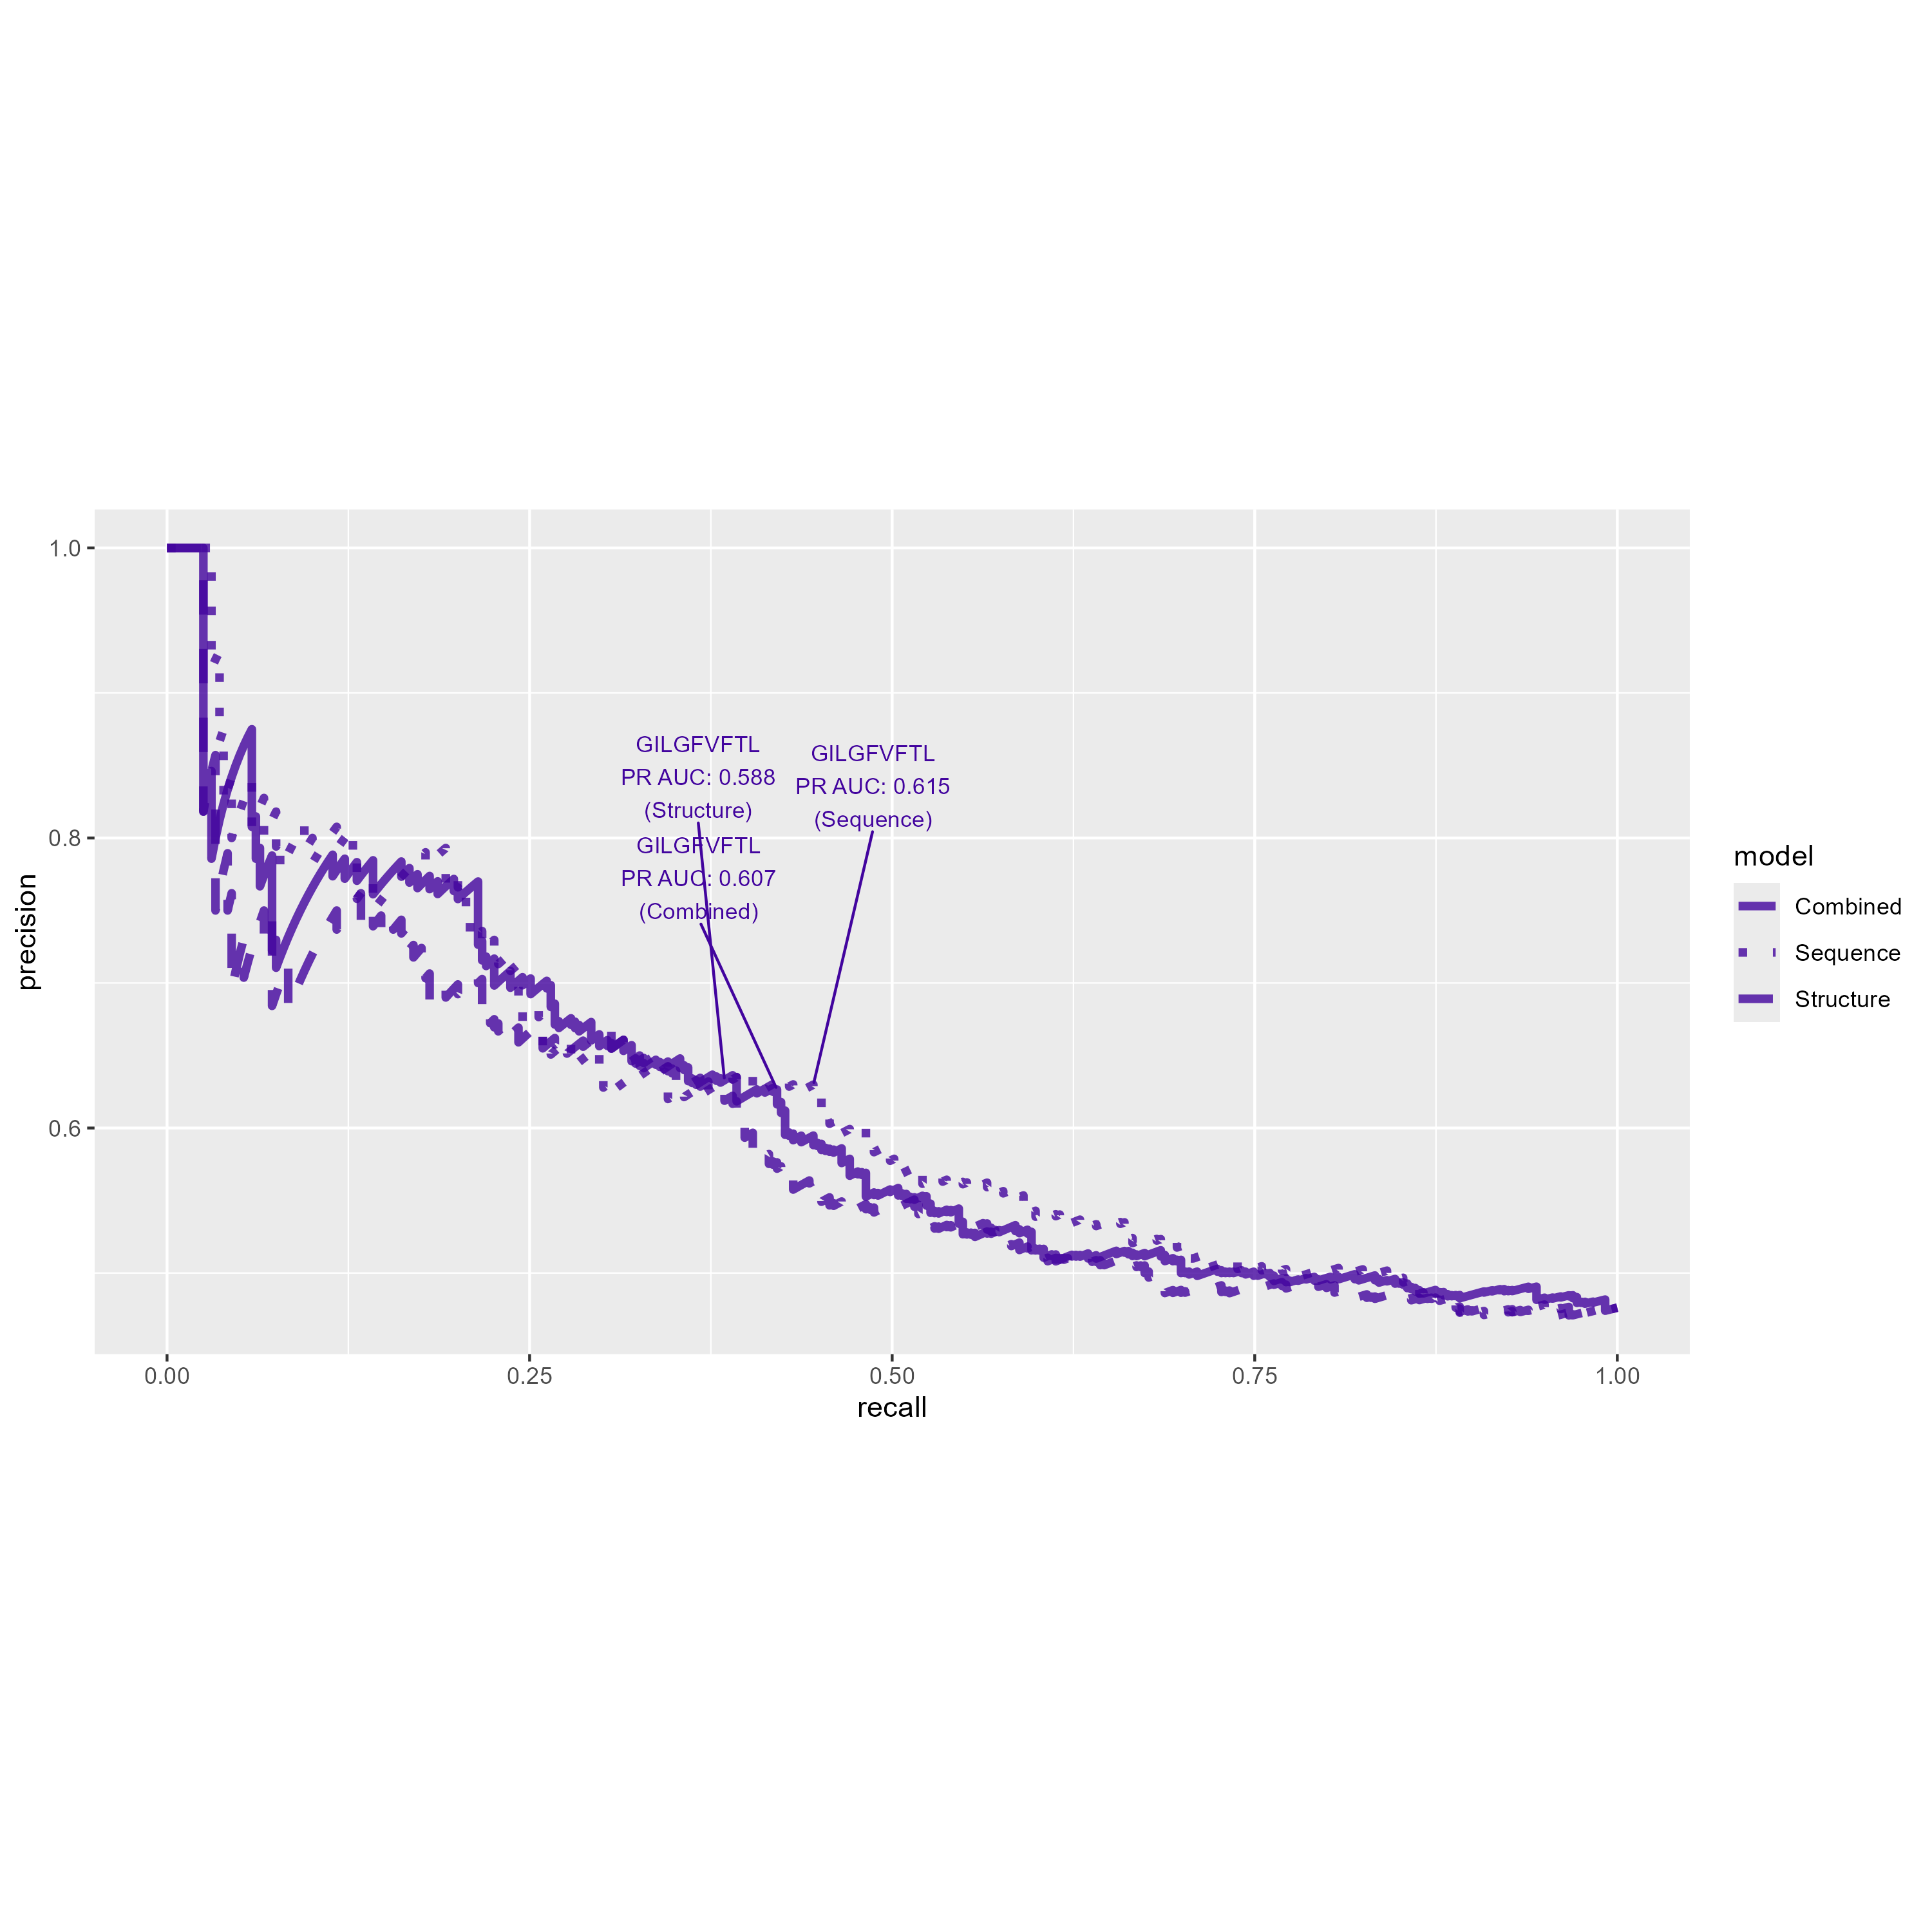 1.0
0.8
0.6
precision
GILGFVFTL
PR AUC: 0.588
(Structure)
GILGFVFTL
PR AUC: 0.615
(Sequence)
GILGFVFTL
PR AUC: 0.607
(Combined)
0.00
0.25
0.50
0.75
1.00
recall
model
Combined
Sequence
Structure